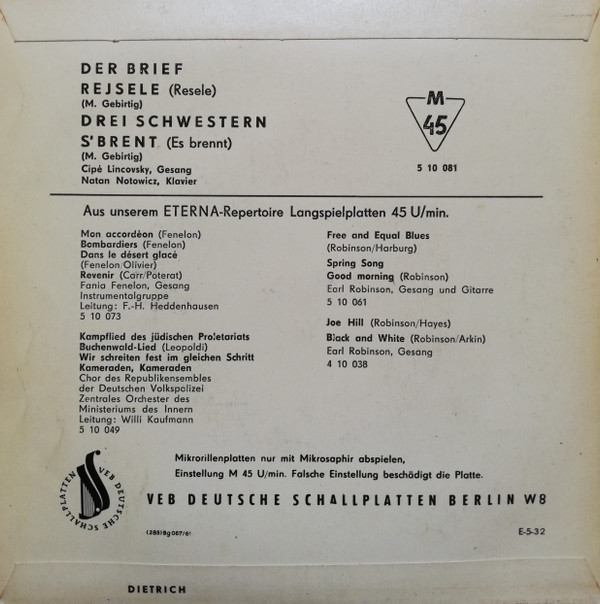 DER BRIEF
REJSELE (Resele)
(M. Gebirtig)
DREI SCHWESTERN
S'BRENT (Es brennt)
(M. Gebirtig)
Cipé Lincovsky, Gesang
Natan Notowicz, Klavier
M
45
5 10 081
Aus unserem ETERNA-Repertoire Langspielplatten 45 U/min.
Mon accordéon (Fenelon)
Bombardiers (Fenelon)
Dans le désert glacé
(Fenelon/Olivier)
Revenir (Carr/Poterat)
Fania Fenelon, Gesang
Instrumentalgruppe
Leitung: F.-H. Heddenhausen
5 10 073
Kampflied des jüdischen Proletariats
Buchenwald-Lied (Leopoldi)
Wir schreiten fest im gleichen Schritt
Kameraden, Kameraden
Chor des Republikensembles
der Deutschen Volkspolizei
Zentrales Orchester des
Ministeriums des Innern
Leitung: Willi Kaufmann
5 10 049
Free and Equal Blues
(Robinson/Harburg)
Spring Song
Good morning (Robinson)
Earl Robinson, Gesang und Gitarre
5 10 061
Joe Hill (Robinson/Hayes)
Black and White (Robinson/Arkin)
Earl Robinson, Gesang
4 10 038
Mikrorillenplatten nur mit Mikrosaphir abspielen,
Einstellung M 45 U/min. Falsche Einstellung beschädigt die Platte.
VEB DEUTSCHE SCHALLPLATTEN
VEB DEUTSCHE SCHALLPLATTEN BERLIN W8
(288) Bg 067/61
E-5-32
DIETRICH